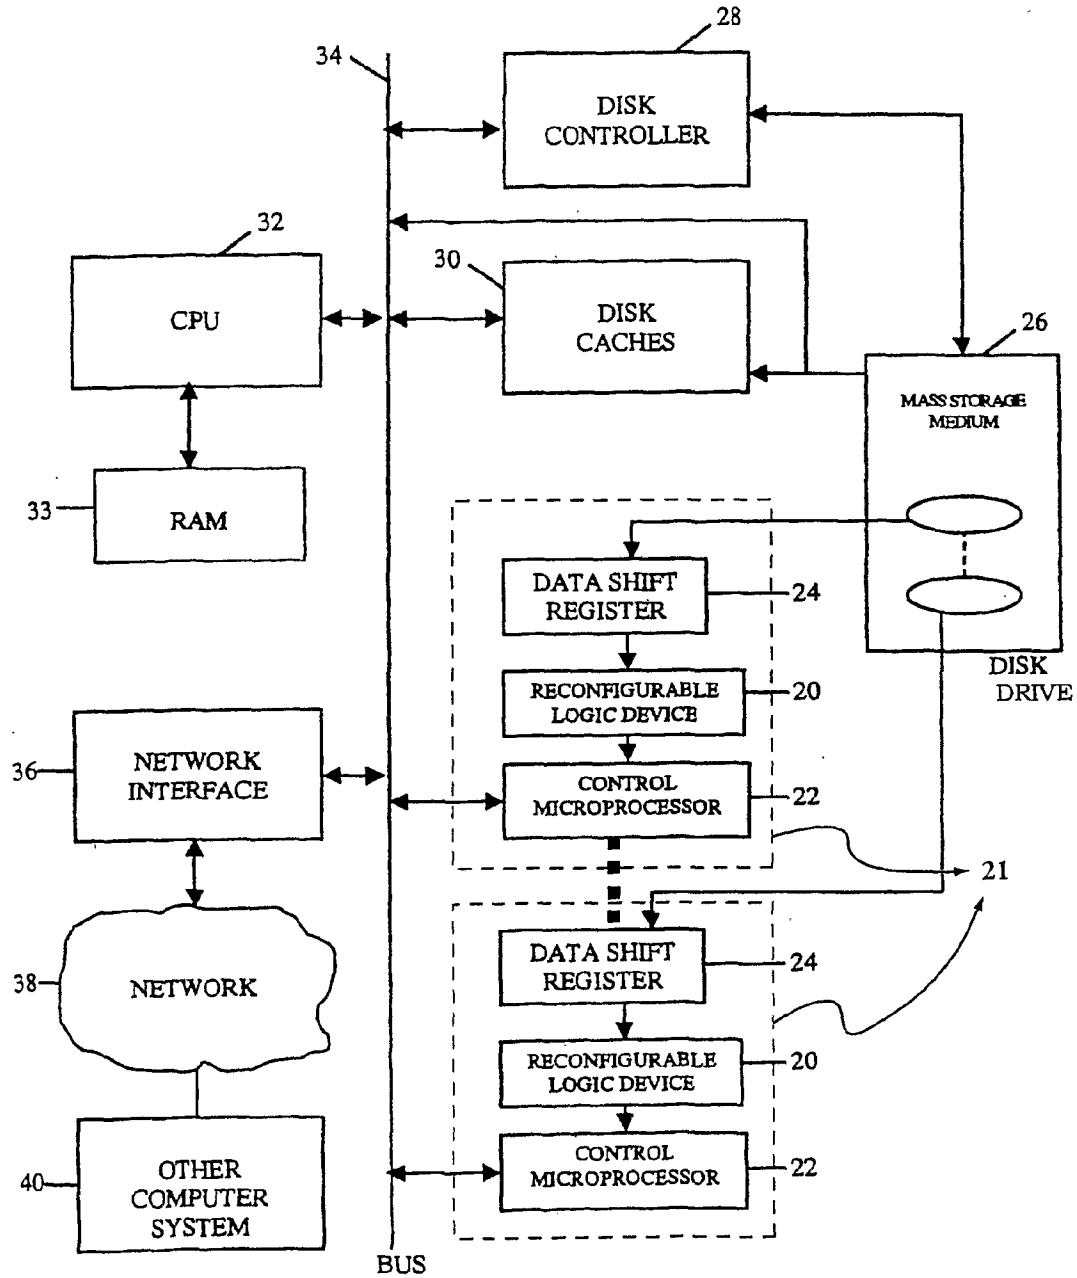 28
34
DISK
CONTROLLER
32
30
CPU
DISK
CACHES
26
MASS STORAGE
MEDIUM
33
RAM
DATA SHIFT
REGISTER
24
DISK
DRIVE
RECONFIGURABLE
LOGIC DEVICE
20
36
NETWORK
INTERFACE
CONTROL
MICROPROCESSOR
22
21
38
NETWORK
DATA SHIFT
REGISTER
24
RECONFIGURABLE
LOGIC DEVICE
20
40
OTHER
COMPUTER
SYSTEM
CONTROL
MICROPROCESSOR
22
BUS